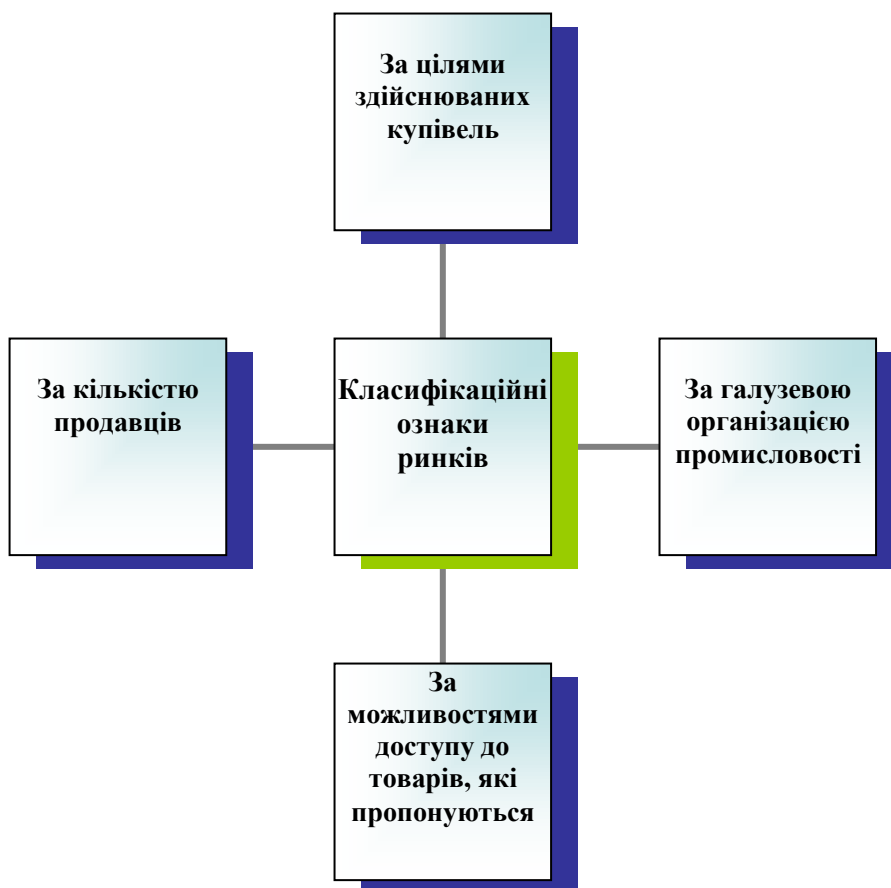 За цілями
здійснюваних
купівель
За кількістю
продавців
Класифікаційні
ознаки
ринків
За галузевою
організацією
промисловості
За
можливостями
доступу до
товарів, які
пропонуються